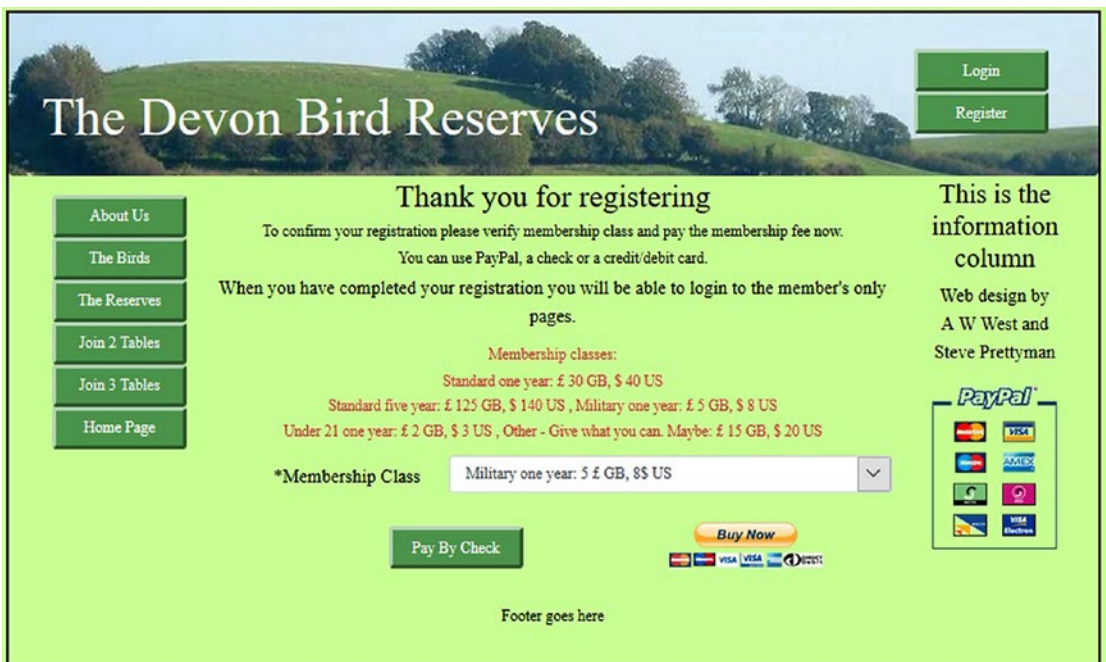 The Devon Bird Reserves
Login
Register
About Us
The Birds
The Reserves
Join 2 Tables
Join 3 Tables
Home Page
Thank you for registering
To confirm your registration please verify membership class and pay the membership fee now.
You can use PayPal, a check or a credit/debit card.
When you have completed your registration you will be able to login to the member's only
pages.
Membership classes:
Standard one year: £ 30 GB, $ 40 US
Standard five year: £ 125 GB, $ 140 US , Military one year: £ 5 GB, $ 8 US
Under 21 one year: £ 2 GB, $ 3 US , Other - Give what you can. Maybe: £ 15 GB, $ 20 US
*Membership Class
Military one year: 5 £ GB, 8$ US
Pay By Check
Buy Now
VISA
VISA
DIRECT
Debit
This is the
information
column
Web design by
A W West and
Steve Prettyman
PayPal
VISA
AMEX
VISA
Electron
Footer goes here